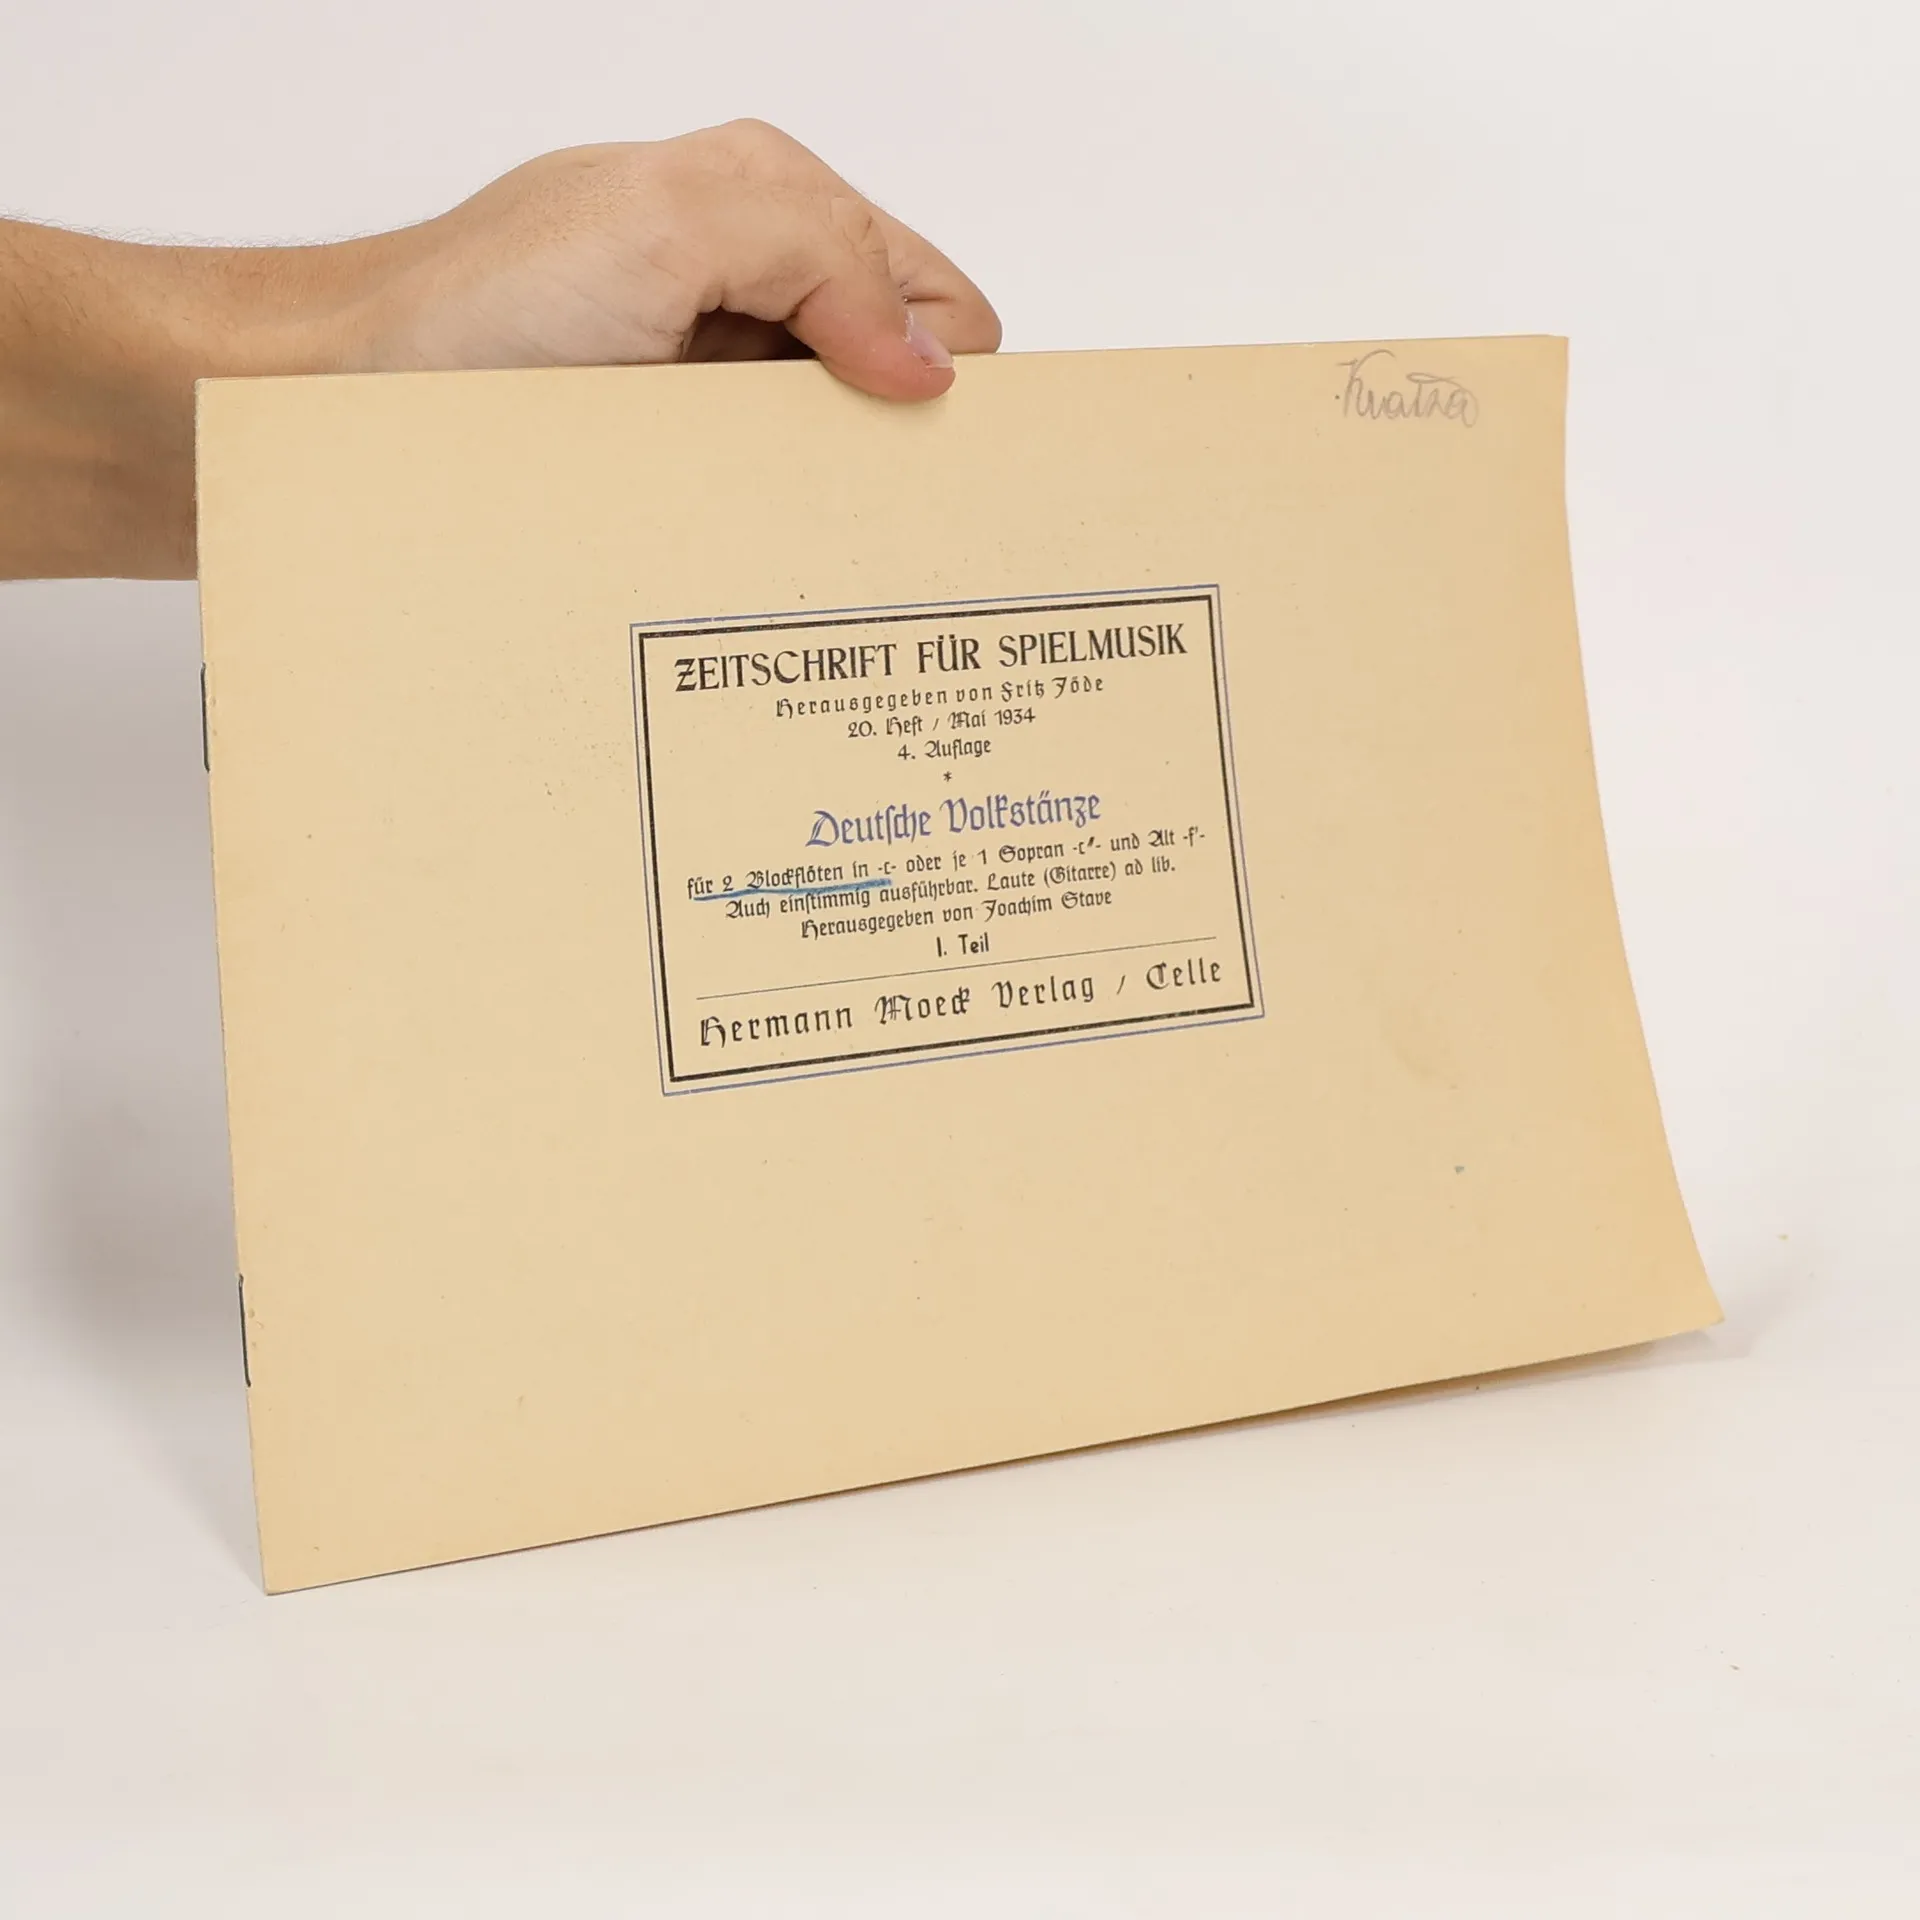 ZEITSCHRIFT FÜR SPIELMUSIK
Herausgegeben von Fritz Jöde
20. Heft / Mai 1934
4. Auflage
*
Deutsche Volkstänze
für 2 Blockflöten in -c- oder je 1 Sopran -c"- und Alt -f'-
Auch einstimmig ausführbar. Laute (Gitarre) ad lib.
Herausgegeben von Joachim Stave
I. Teil
Hermann Moeck Verlag / Celle